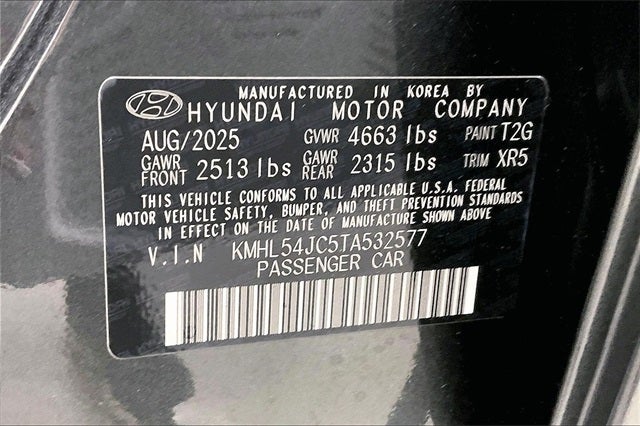 MANUFACTURED IN KOREA BY
HYUNDAI MOTOR COMPANY
AUG/2025 GVWR 4663 lbs PAINT T2G
GAWR FRONT 2513 lbs GAWR REAR 2315 lbs TRIM XR5
THIS VEHICLE CONFORMS TO ALL APPLICABLE U.S.A. FEDERAL
MOTOR VEHICLE SAFETY, BUMPER, AND THEFT PREVENTION STANDARDS
IN EFFECT ON THE DATE OF MANUFACTURE SHOWN ABOVE
V.I.N KMHL54JC5TA532577
PASSENGER CAR